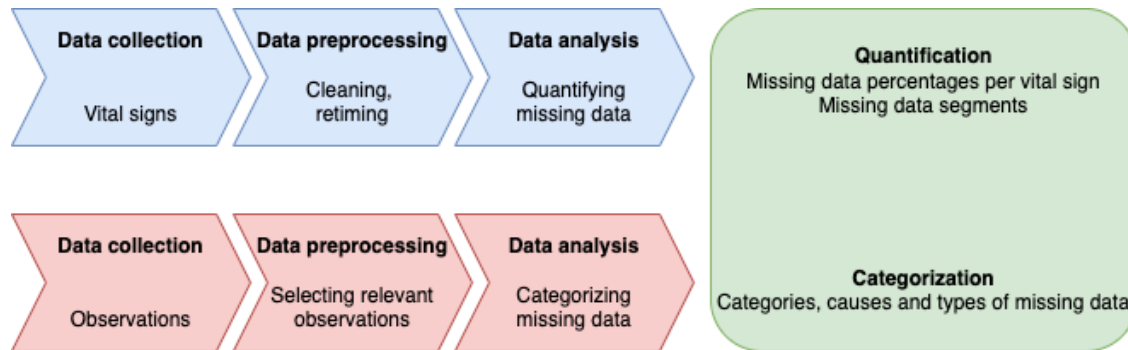 Data collection
Vital signs
Data preprocessing
Cleaning,
retiming
Data analysis
Quantifying
missing data
Quantification
Missing data percentages per vital sign
Missing data segments
Data collection
Observations
Data preprocessing
Selecting relevant
observations
Data analysis
Categorizing
missing data
Categorization
Categories, causes and types of missing data